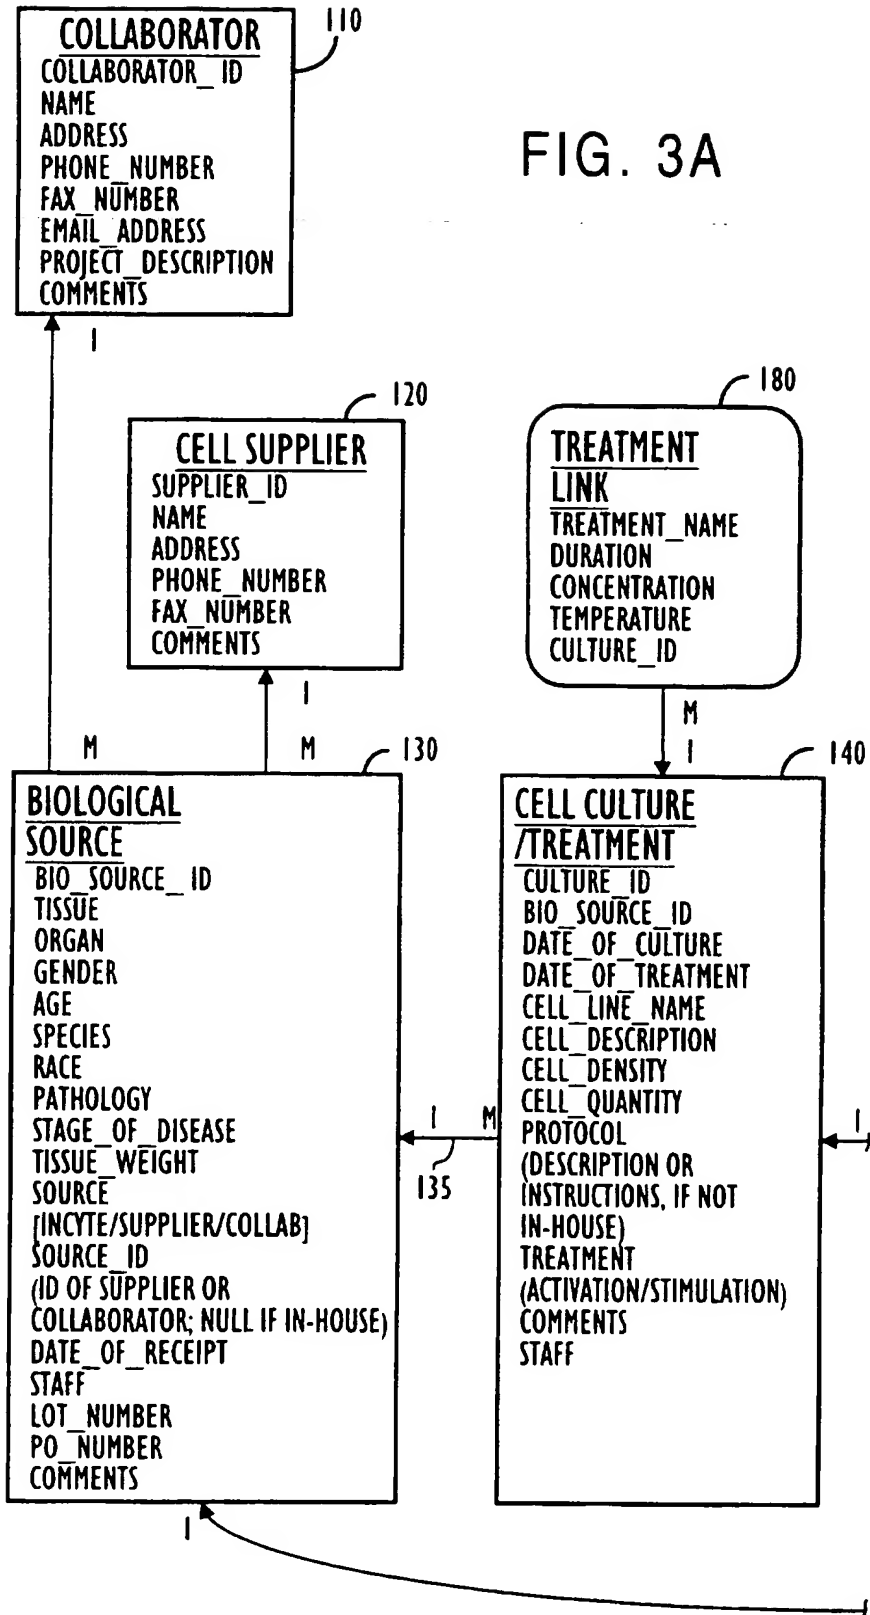 110
COLLABORATOR
COLLABORATOR_ID
NAME
ADDRESS
PHONE_NUMBER
FAX_NUMBER
EMAIL_ADDRESS
PROJECT_DESCRIPTION
COMMENTS
FIG. 3A
1
120
CELL SUPPLIER
SUPPLIER_ID
NAME
ADDRESS
PHONE_NUMBER
FAX_NUMBER
COMMENTS
1
180
TREATMENT
LINK
TREATMENT_NAME
DURATION
CONCENTRATION
TEMPERATURE
CULTURE_ID
M
1
M
M
130
BIOLOGICAL
SOURCE
BIO_SOURCE_ID
TISSUE
ORGAN
GENDER
AGE
SPECIES
RACE
PATHOLOGY
STAGE_OF_DISEASE
TISSUE_WEIGHT
SOURCE
[INCYTE/SUPPLIER/COLLAB]
SOURCE_ID
(ID OF SUPPLIER OR
COLLABORATOR; NULL IF IN-HOUSE)
DATE_OF_RECEIPT
STAFF
LOT_NUMBER
PO_NUMBER
COMMENTS
1
1 M
135
140
CELL CULTURE
/TREATMENT
CULTURE_ID
BIO_SOURCE_ID
DATE_OF_CULTURE
DATE_OF_TREATMENT
CELL_LINE_NAME
CELL_DESCRIPTION
CELL_DENSITY
CELL_QUANTITY
PROTOCOL
(DESCRIPTION OR
INSTRUCTIONS, IF NOT
IN-HOUSE)
TREATMENT
(ACTIVATION/STIMULATION)
COMMENTS
STAFF
1